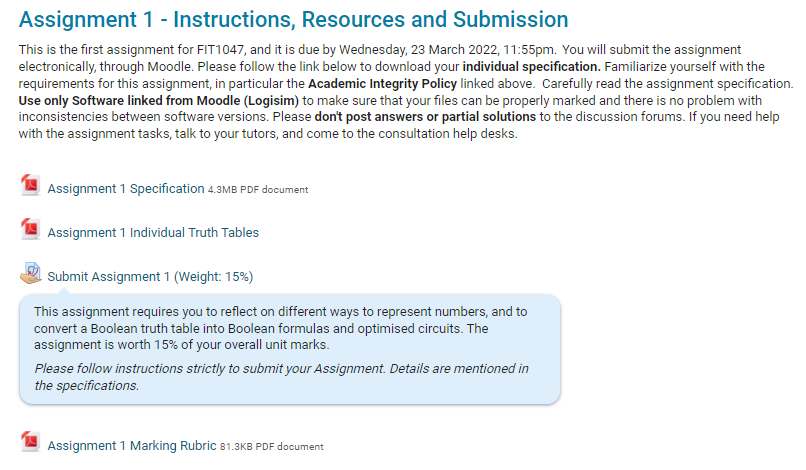 Assignment 1 - Instructions, Resources and Submission
This is the first assignment for FIT1047, and it is due by Wednesday, 23 March 2022, 11:55pm. You will submit the assignment
electronically, through Moodle. Please follow the link below to download your individual specification. Familiarize yourself with the
requirements for this assignment, in particular the Academic Integrity Policy linked above. Carefully read the assignment specification.
Use only Software linked from Moodle (Logisim) to make sure that your files can be properly marked and there is no problem with
inconsistencies between software versions. Please don't post answers or partial solutions to the discussion forums. If you need help
with the assignment tasks, talk to your tutors, and come to the consultation help desks.
Assignment 1 Specification 4.3MB PDF document
Assignment 1 Individual Truth Tables
Submit Assignment 1 (Weight: 15%)
This assignment requires you to reflect on different ways to represent numbers, and to
convert a Boolean truth table into Boolean formulas and optimised circuits. The
assignment is worth 15% of your overall unit marks.
Please follow instructions strictly to submit your Assignment. Details are mentioned in
the specifications.
Assignment 1 Marking Rubric 81.3KB PDF document